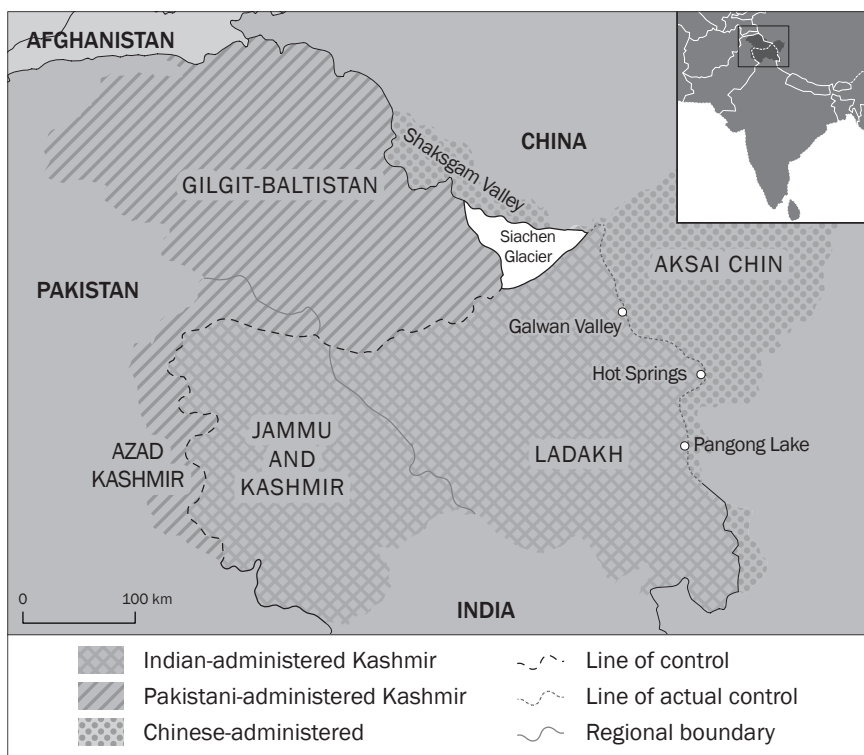 AFGHANISTAN
CHINA
Shaksgam Valley
GILGIT-BALTISTAN
Siachen
Glacier
AKSAI CHIN
PAKISTAN
Galwan Valley
Hot Springs
JAMMU
AND
KASHMIR
AZAD
KASHMIR
LADAKH
Pangong Lake
0 100 km
INDIA
Indian-administered Kashmir
Line of control
Pakistani-administered Kashmir
Line of actual control
Chinese-administered
Regional boundary